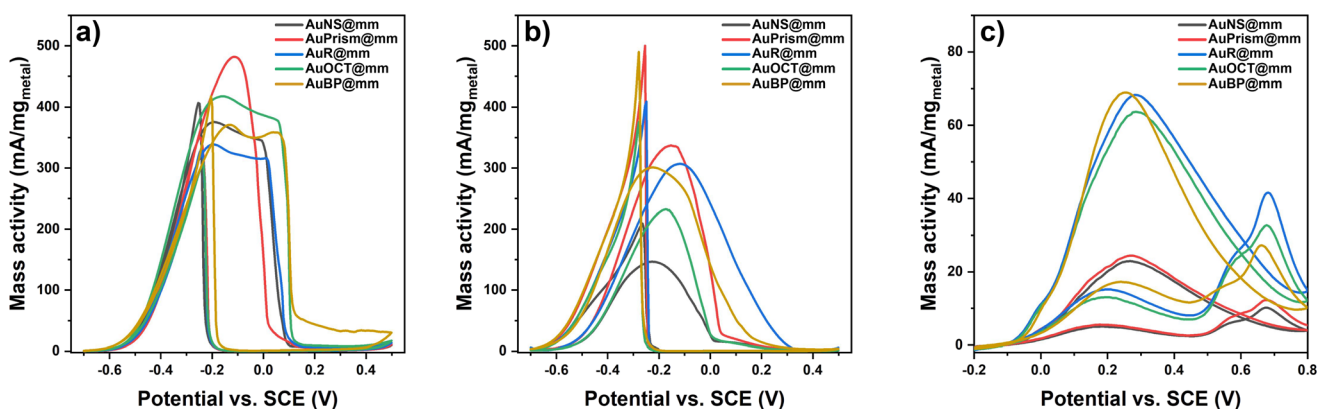 a)
AuNS@mm
AuPrism@mm
AuR@mm
AuOCT@mm
AuBP@mm
500
400
300
200
100
0
Mass activity (mA/mgmetal)
-0.6 -0.4 -0.2 0.0 0.2 0.4
Potential vs. SCE (V)
b)
AuNS@mm
AuPrism@mm
AuR@mm
AuOCT@mm
AuBP@mm
500
400
300
200
100
0
Mass activity (mA/mgmetal)
-0.6 -0.4 -0.2 0.0 0.2 0.4
Potential vs. SCE (V)
c)
AuNS@mm
AuPrism@mm
AuR@mm
AuOCT@mm
AuBP@mm
80
60
40
20
0
Mass activity (mA/mgmetal)
-0.2 0.0 0.2 0.4 0.6 0.8
Potential vs. SCE (V)